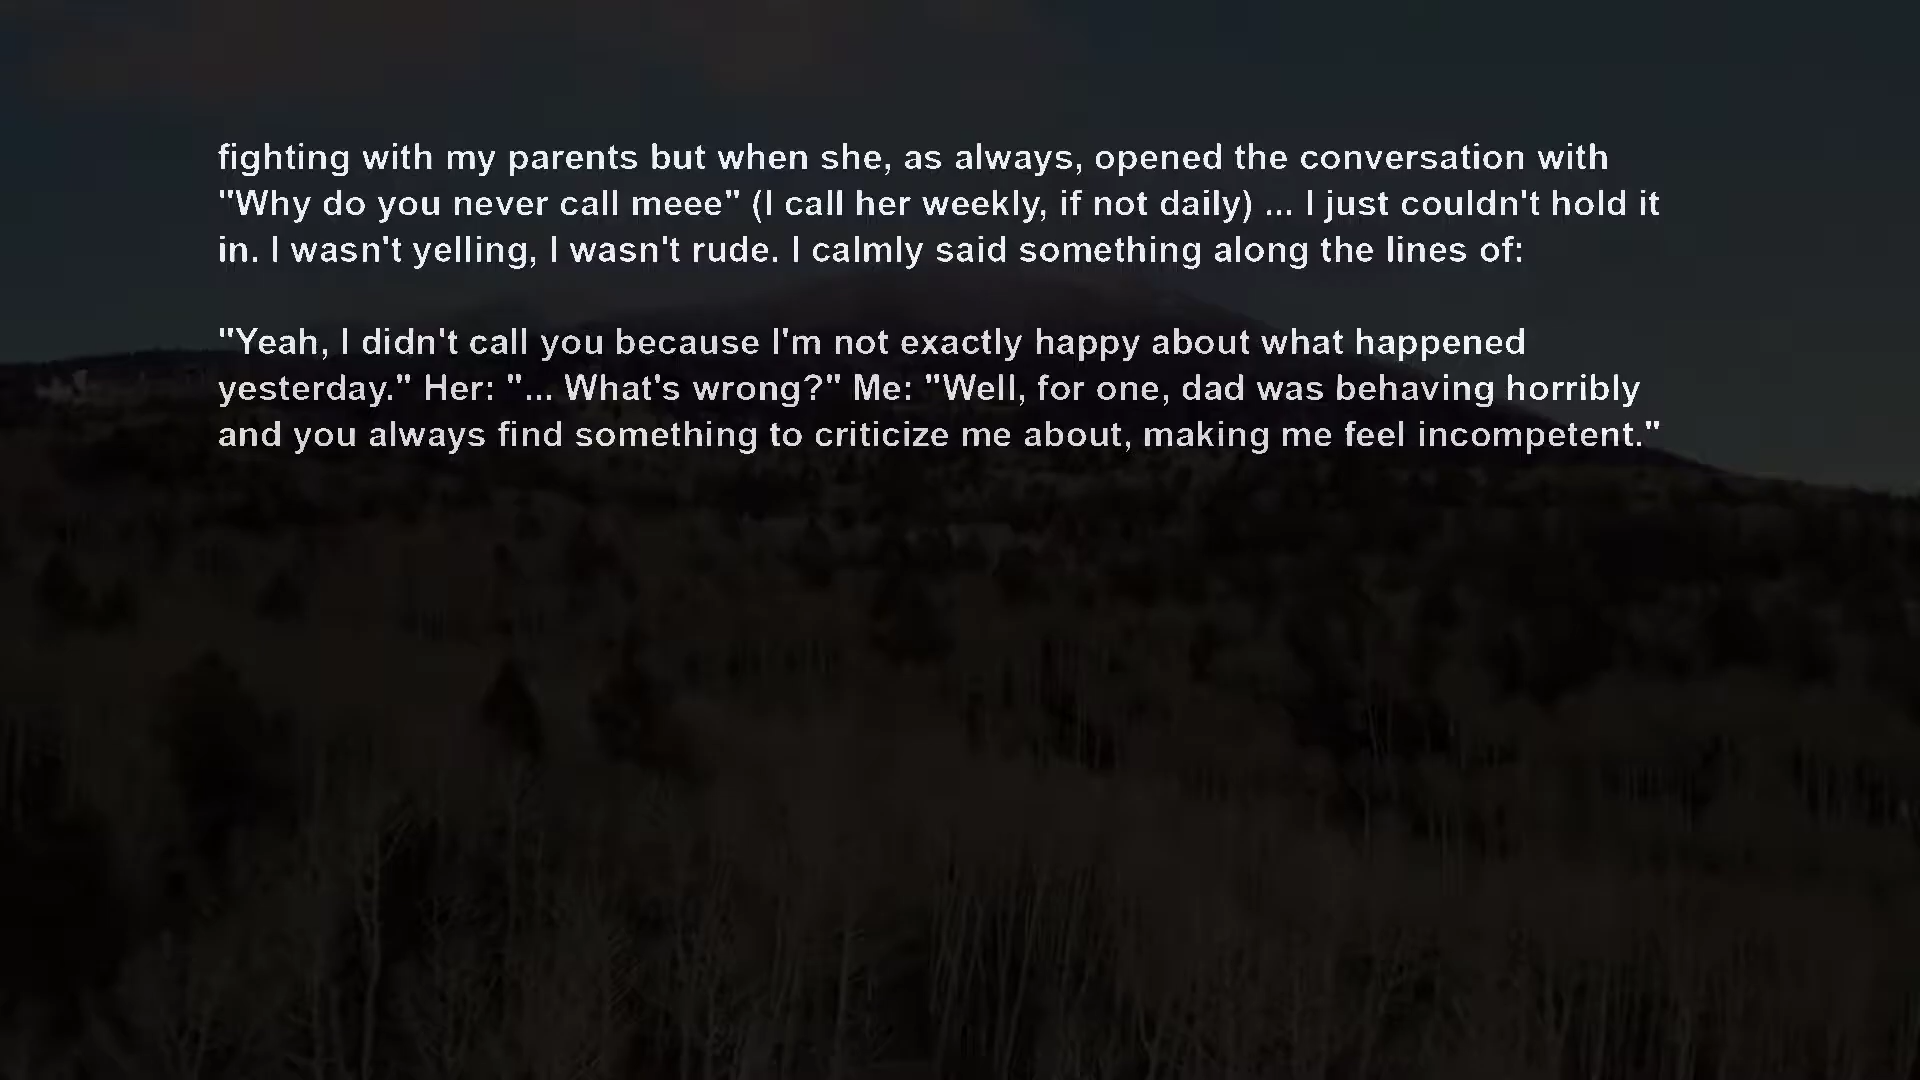 fighting with my parents but when she, as always, opened the conversation with
"Why do you never call meee" (I call her weekly, if not daily) ... I just couldn't hold it
in. I wasn't yelling, I wasn't rude. I calmly said something along the lines of:
"Yeah, I didn't call you because I'm not exactly happy about what happened
yesterday." Her: "... What's wrong?" Me: "Well, for one, dad was behaving horribly
and you always find something to criticize me about, making me feel incompetent."